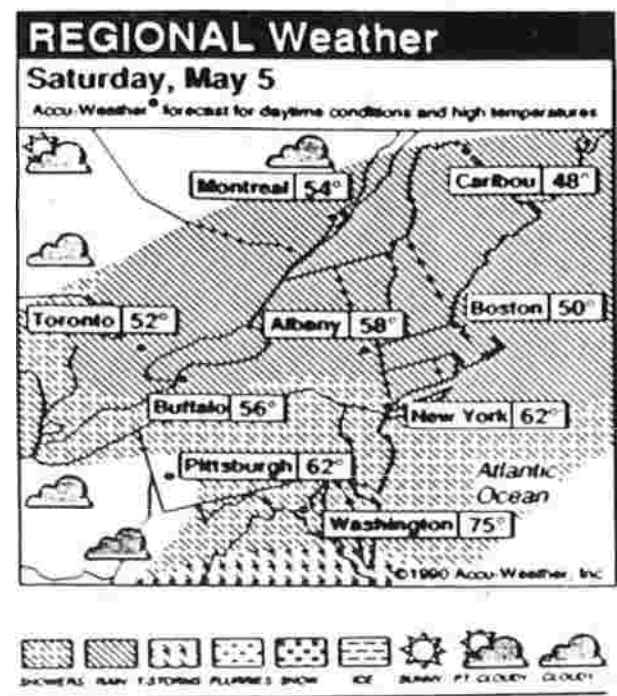 REGIONAL Weather
Saturday, May 5
Accu-Weather® forecast for daytime conditions and high temperatures
Montreal 54°
Caribou 48°
Toronto 52°
Albany 58°
Boston 50°
Buffalo 56°
New York 62°
Pittsburgh 62°
Atlantic
Ocean
Washington 75°
©1990 Accu-Weather, Inc
SHOWERS RAIN T-STORMS FLURRIES SNOW ICE SUNNY PT CLOUDY CLOUDY